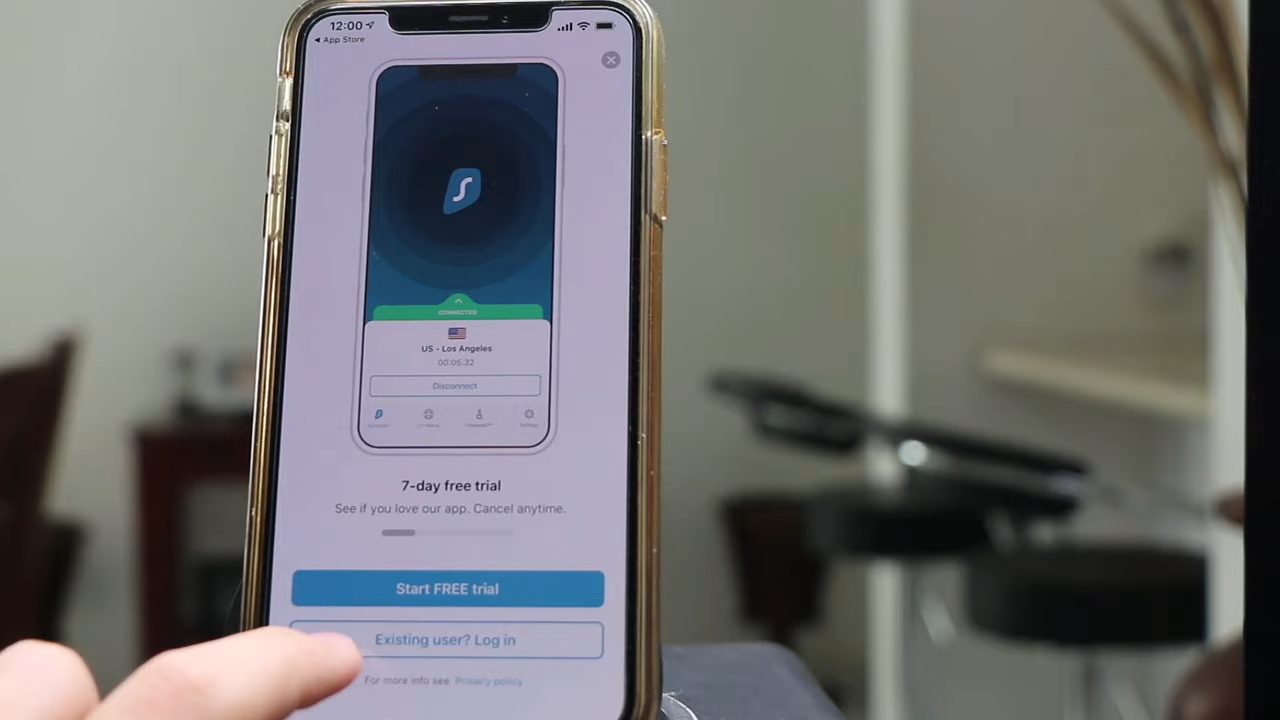 12:00
App Store
CONNECTED
US - Los Angeles
00:05:32
Disconnect
Settings
7-day free trial
See if you love our app. Cancel anytime.
Start FREE trial
Existing user? Log in
For more info see Privacy policy